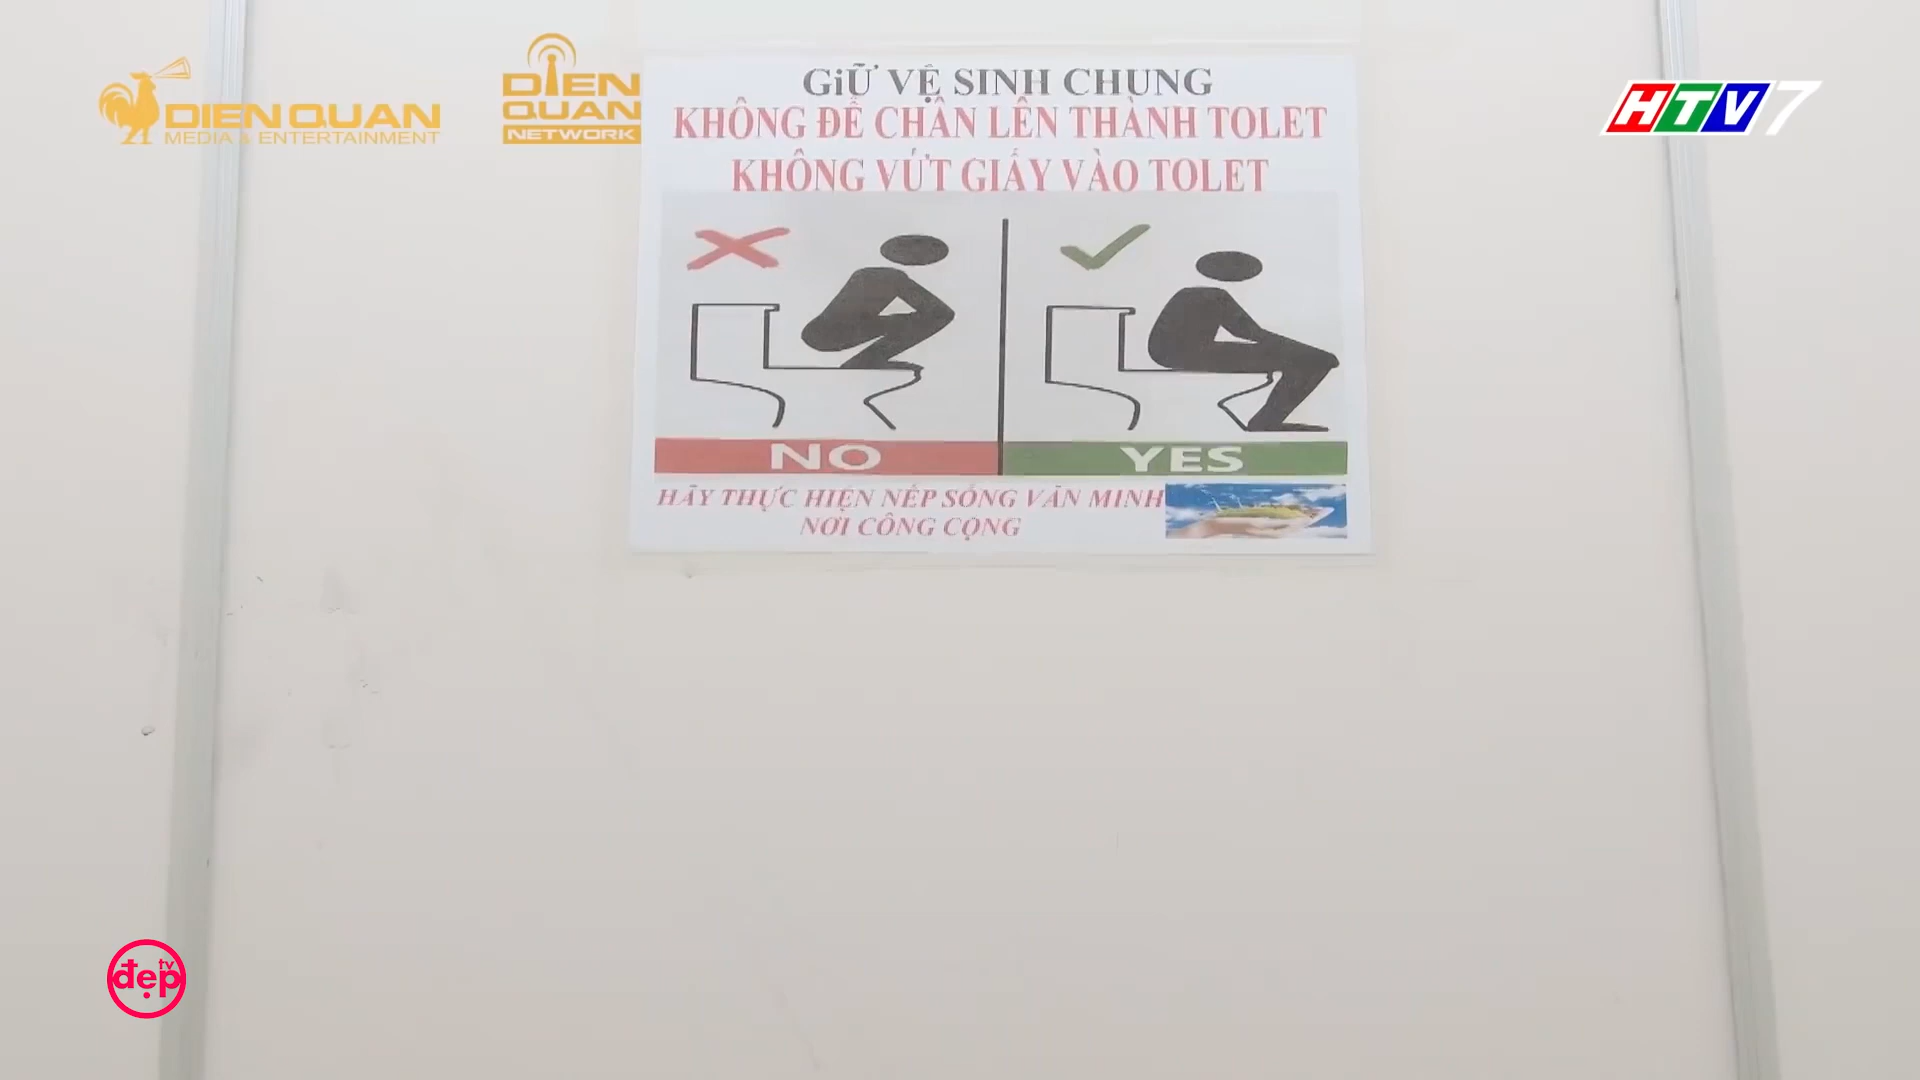 DIEN QUAN
MEDIA & ENTERTAINMENT
DIEN
QUAN
NETWORK
HTV7
GiỮ VỆ SINH CHUNG
KHÔNG ĐỂ CHÂN LÊN THÀNH TOLET
KHÔNG VỨT GIẤY VÀO TOLET
NO
YES
HÃY THỰC HIỆN NẾP SỐNG VĂN MINH
NƠI CÔNG CỘNG
đẹp tv